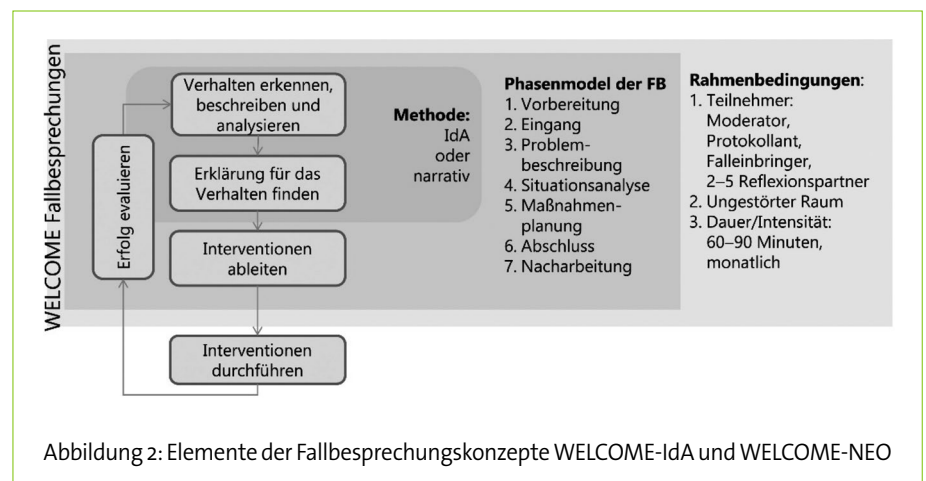 WELCOME Fallbesprechungen
Erfolg evaluieren
Verhalten erkennen,
beschreiben und
analysieren
Erklärung für das
Verhalten finden
Interventionen
ableiten
Interventionen
durchführen
Methode:
IdA
oder
narrativ
Phasenmodel der FB
1. Vorbereitung
2. Eingang
3. Problem-
beschreibung
4. Situationsanalyse
5. Maßnahmen-
planung
6. Abschluss
7. Nacharbeitung
Rahmenbedingungen:
1. Teilnehmer:
Moderator,
Protokollant,
Falleinbringer,
2–5 Reflexionspartner
2. Ungestörter Raum
3. Dauer/Intensität:
60–90 Minuten,
monatlich
Abbildung 2: Elemente der Fallbesprechungskonzepte WELCOME-IdA und WELCOME-NEO